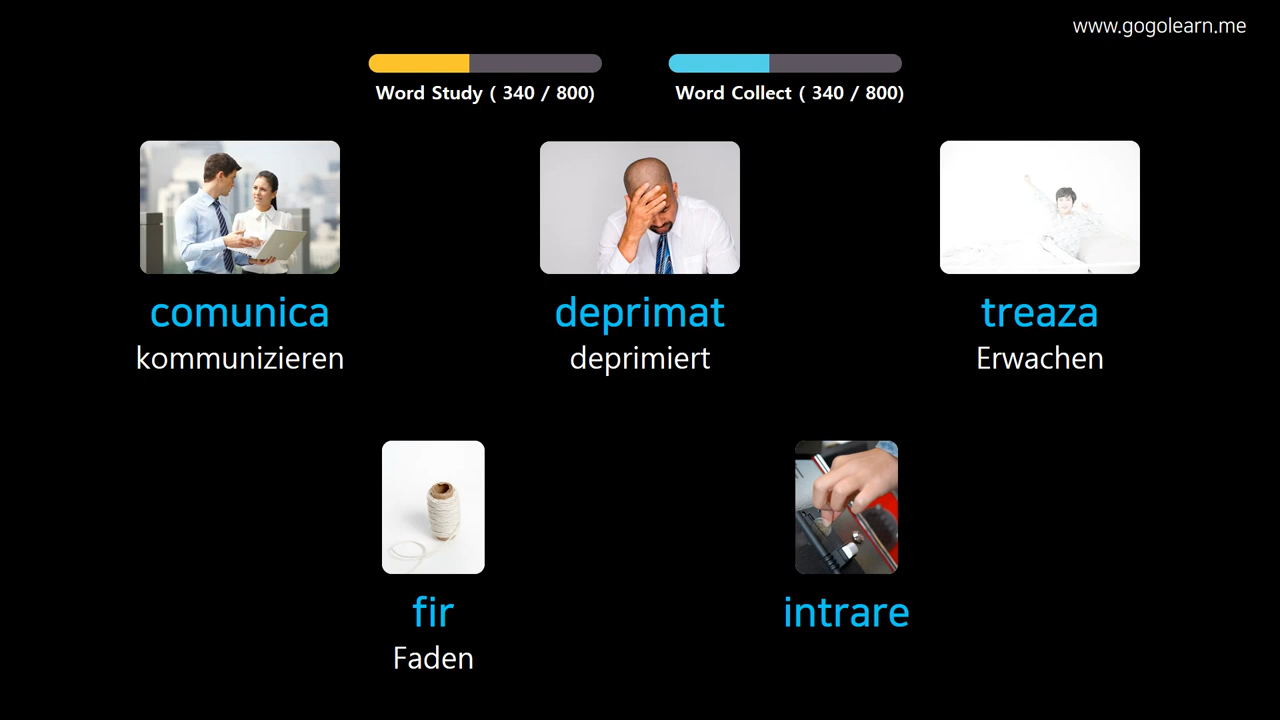 www.gogolearn.me
Word Study ( 340 / 800)
Word Collect ( 340 / 800)
comunica
kommunizieren
deprimat
deprimiert
treaza
Erwachen
fir
Faden
intrare